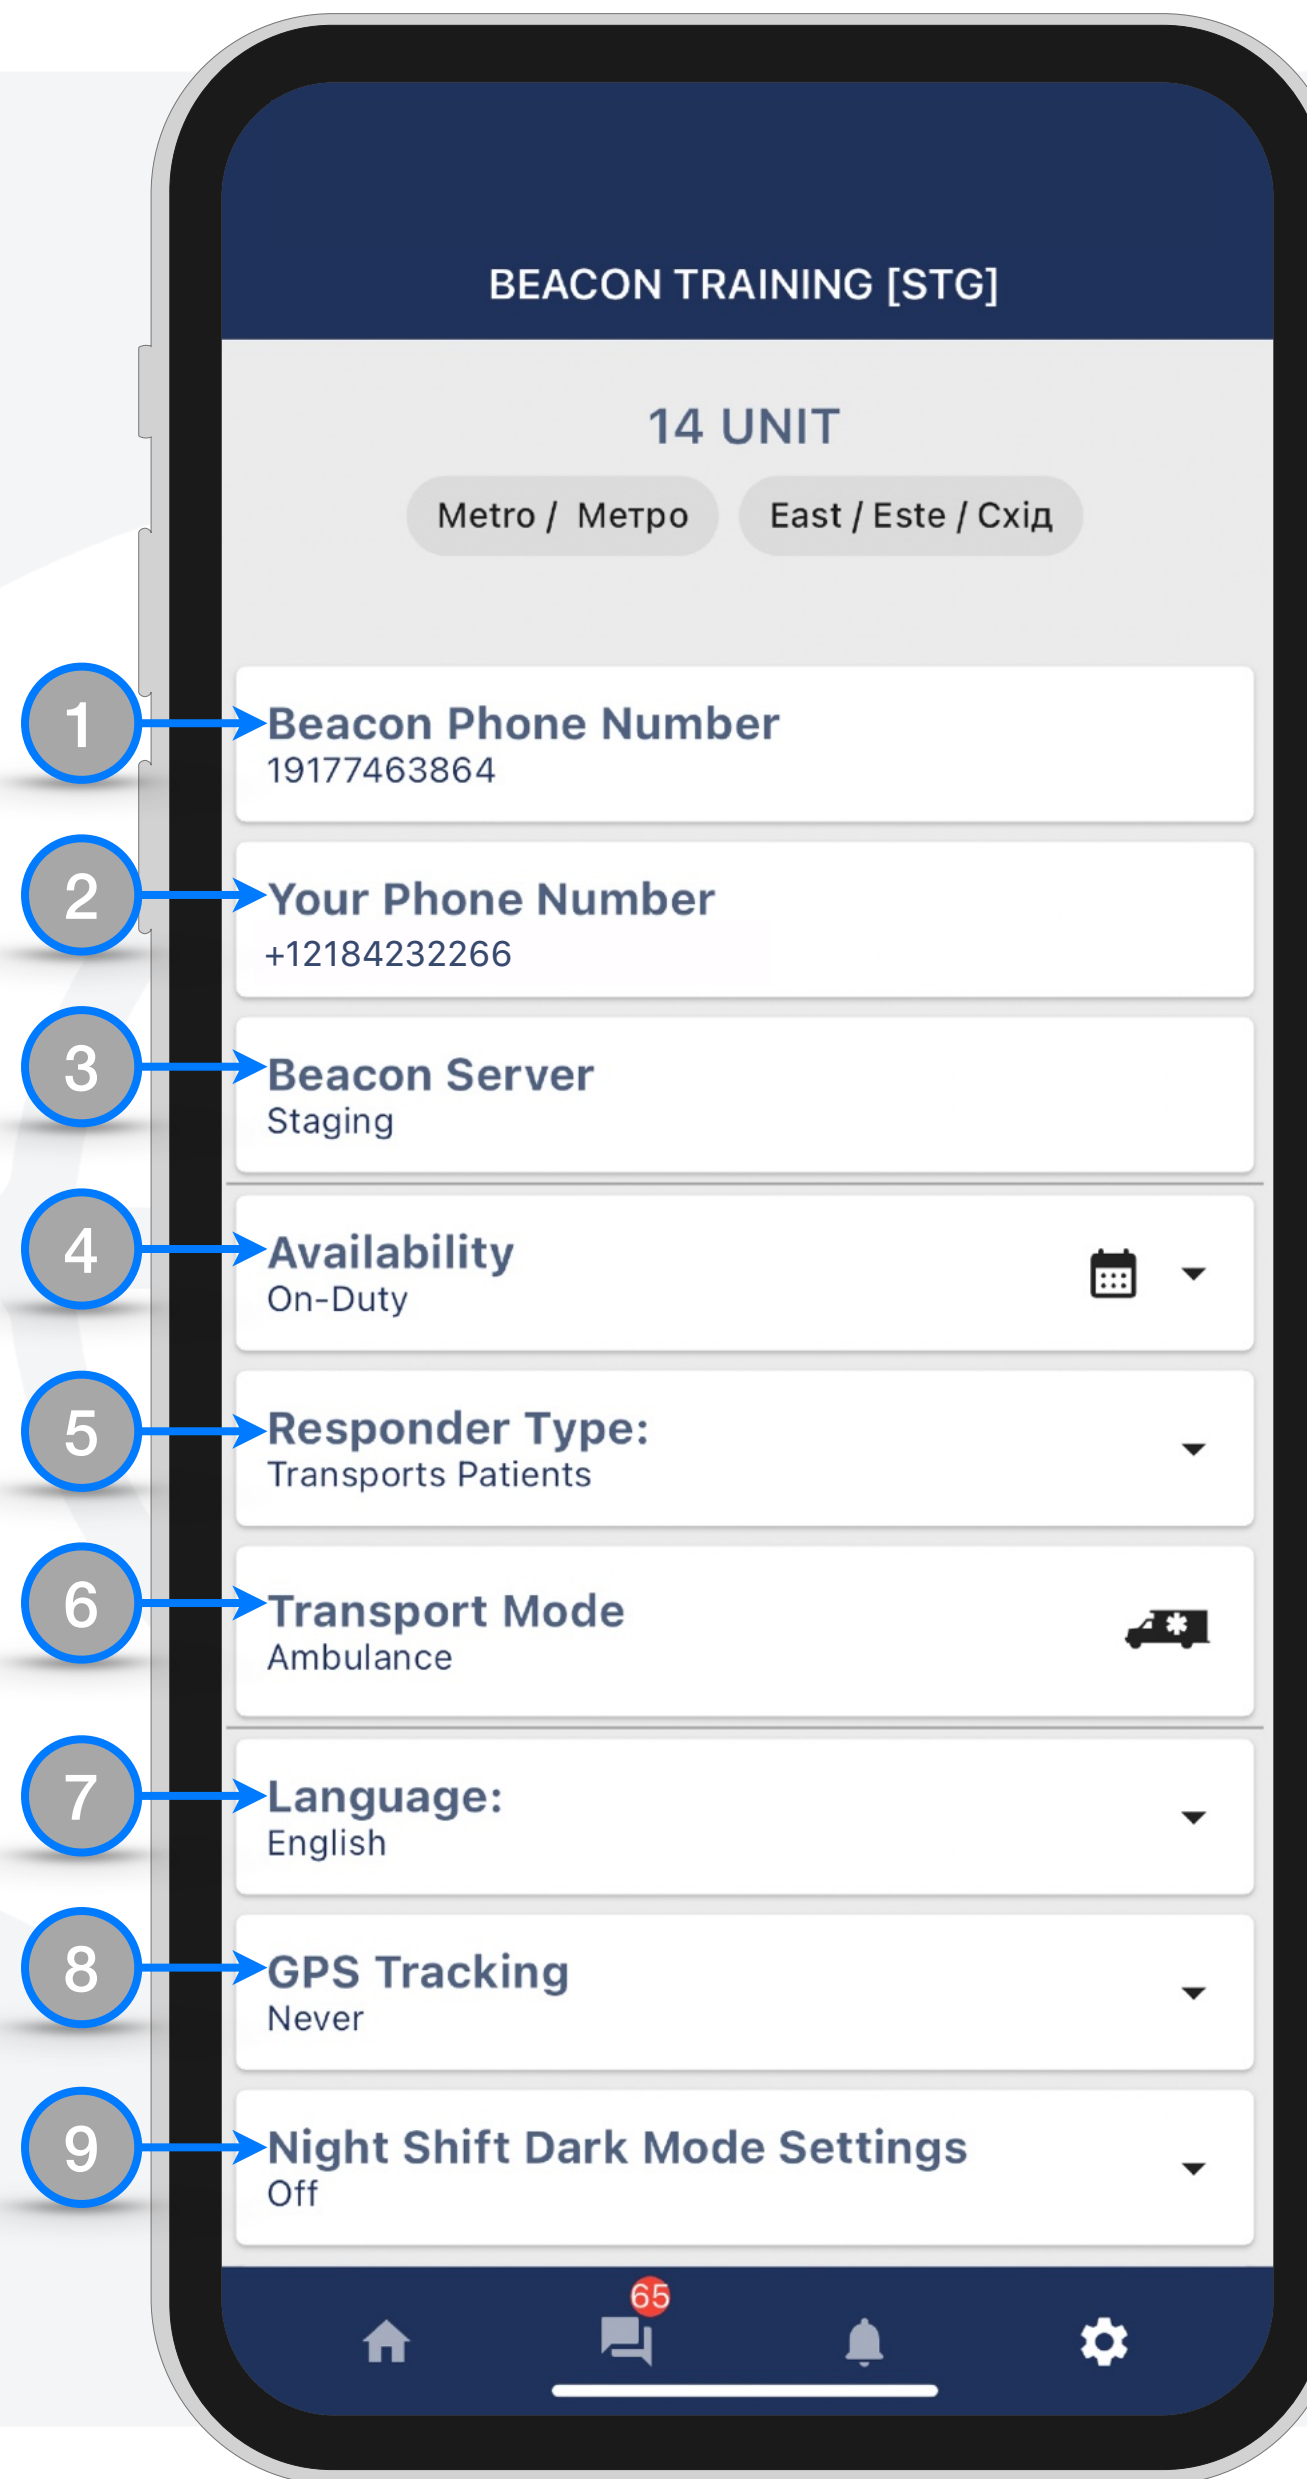 BEACON TRAINING [STG]
14 UNIT
Metro / Метро
East / Este / Схід
1
Beacon Phone Number
19177463864
2
Your Phone Number
+12184232266
3
Beacon Server
Staging
4
Availability
On-Duty
5
Responder Type:
Transports Patients
6
Transport Mode
Ambulance
7
Language:
English
8
GPS Tracking
Never
9
Night Shift Dark Mode Settings
Off
65